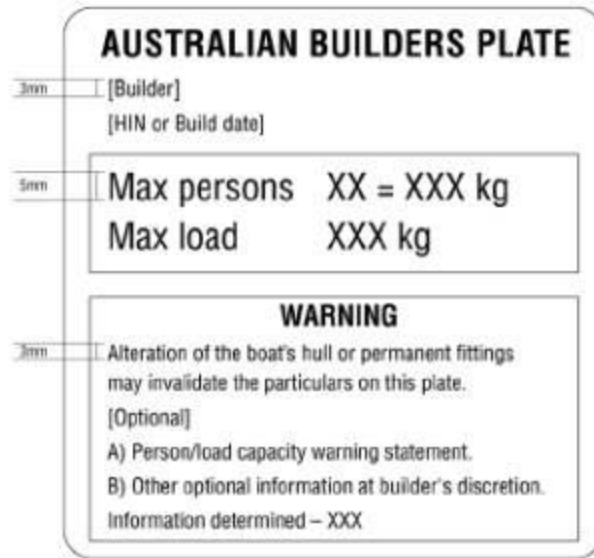 AUSTRALIAN BUILDERS PLATE
3mm
[Builder]
[HIN or Build date]
5mm
Max persons XX = XXX kg
Max load XXX kg
WARNING
3mm
Alteration of the boat's hull or permanent fittings
may invalidate the particulars on this plate.
[Optional]
A) Person/load capacity warning statement.
B) Other optional information at builder's discretion.
Information determined – XXX